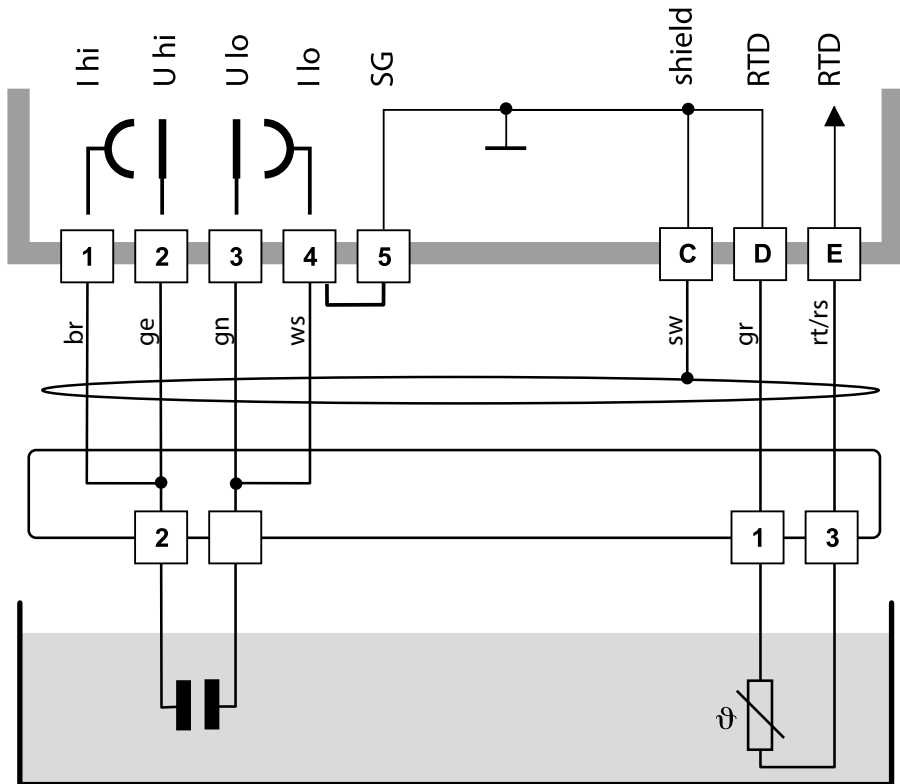 I hi U hi U lo I lo SG shield RTD RTD
1 2 3 4 5 C D E
br ge gn ws sw gr rt/rs
2 1 3
ϑ